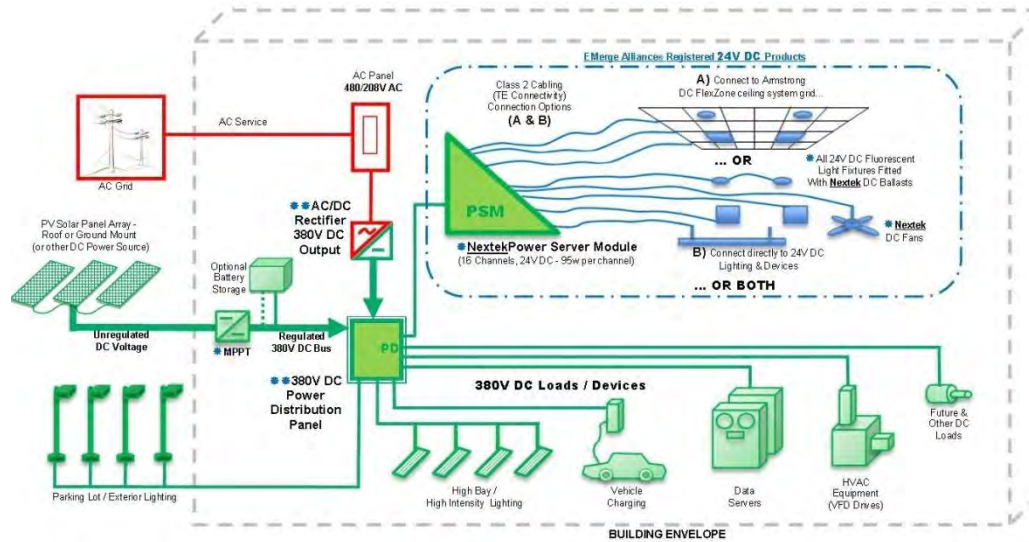 EMerge Alliances Registered 24V DC Products
AC Panel
480/208V AC
Class 2 Cabling
(TE Connectivity)
Connection Options
(A & B)
A) Connect to Armstrong
DC FlexZone ceiling system grid...
AC Service
... OR
AC Grid
All 24V DC Fluorescent
Light Fixtures Fitted
With Nextek DC Ballasts
**AC/DC
Rectifier
380V DC
Output
PSM
PV Solar Panel Array -
Roof or Ground Mount
(or other DC Power Source)
*Nextek
DC Fans
*NextekPower Server Module
(16 Channels, 24V DC - 95w per channel)
B) Connect directly to 24V DC
Lighting & Devices
Optional
Battery
Storage
... OR BOTH
Unregulated
DC Voltage
*MPPT
Regulated
380V DC Bus
PD
**380V DC
Power
Distribution
Panel
380V DC Loads / Devices
Future &
Other DC
Loads
Parking Lot / Exterior Lighting
High Bay /
High Intensity Lighting
Vehicle
Charging
Data
Servers
HVAC
Equipment
(VFD Drives)
BUILDING ENVELOPE